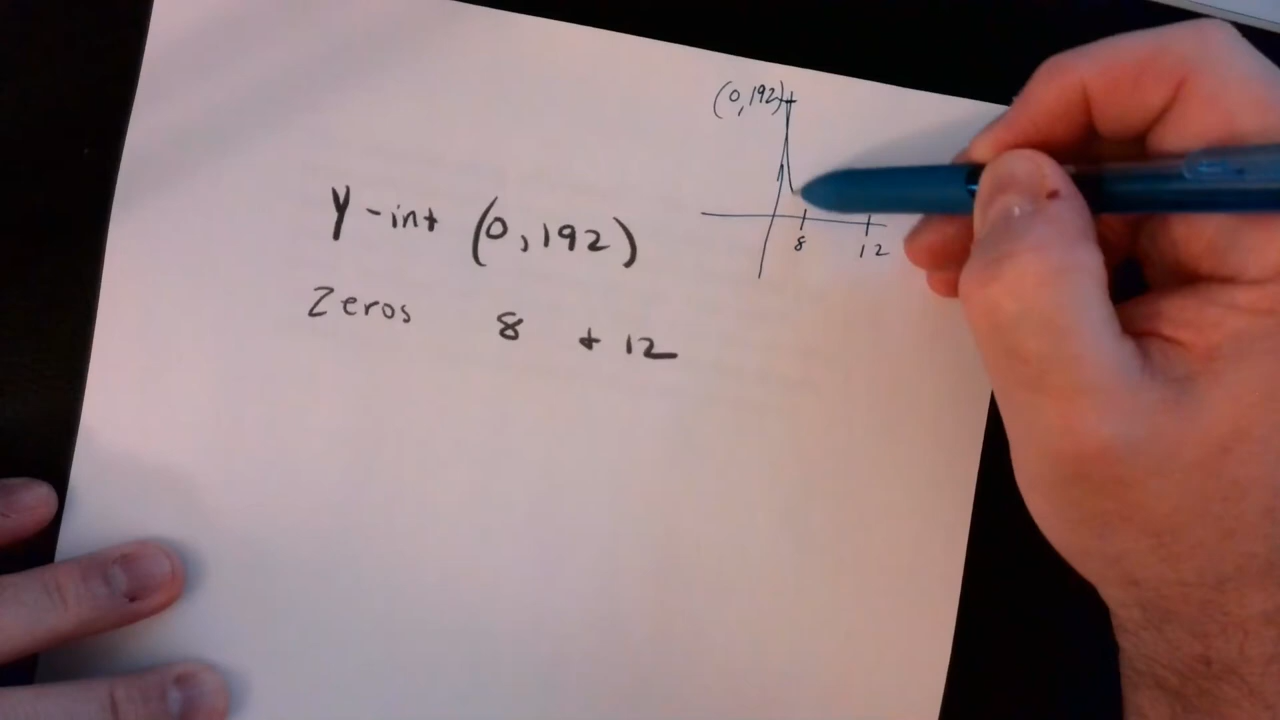 (0,192)
8 12
y-int (0,192)
Zeros 8 + 12